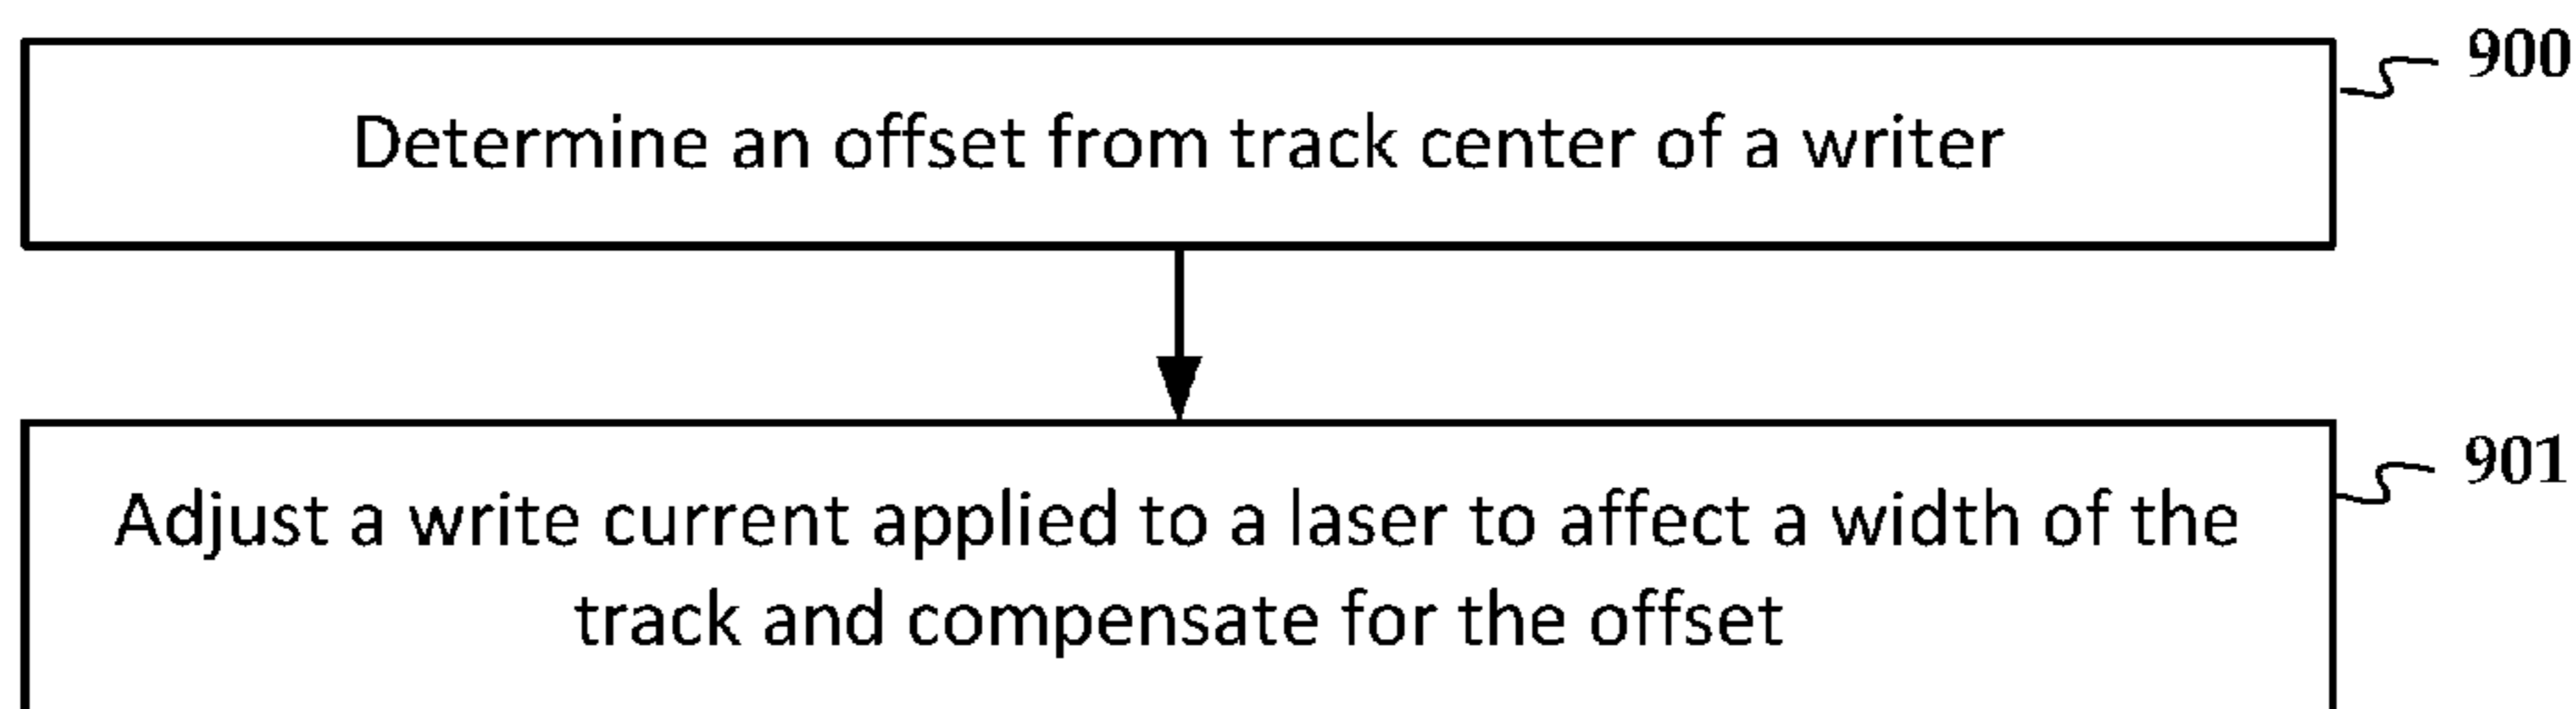 900
Determine an offset from track center of a writer
901
Adjust a write current applied to a laser to affect a width of the
track and compensate for the offset